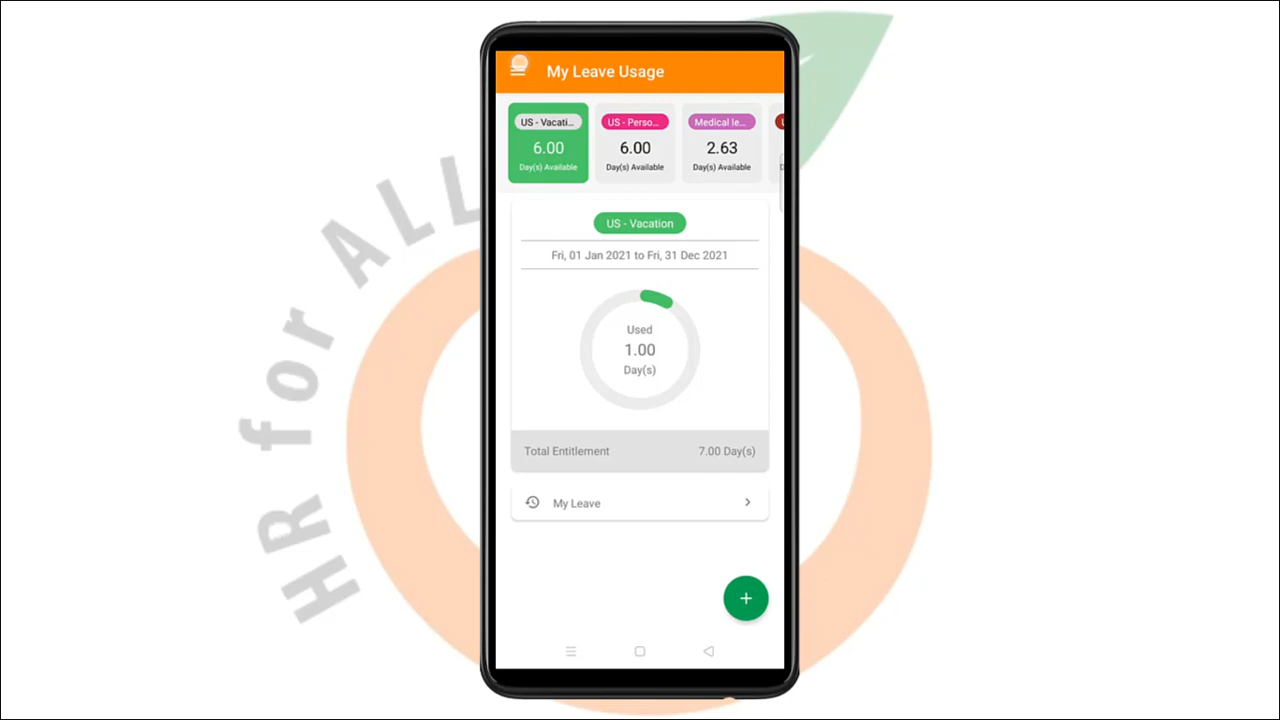 HR for ALL
My Leave Usage
US - Vacati...
6.00
Day(s) Available
US - Perso...
6.00
Day(s) Available
Medical le...
2.63
Day(s) Available
US - Vacation
Fri, 01 Jan 2021 to Fri, 31 Dec 2021
Used
1.00
Day(s)
Total Entitlement 7.00 Day(s)
My Leave